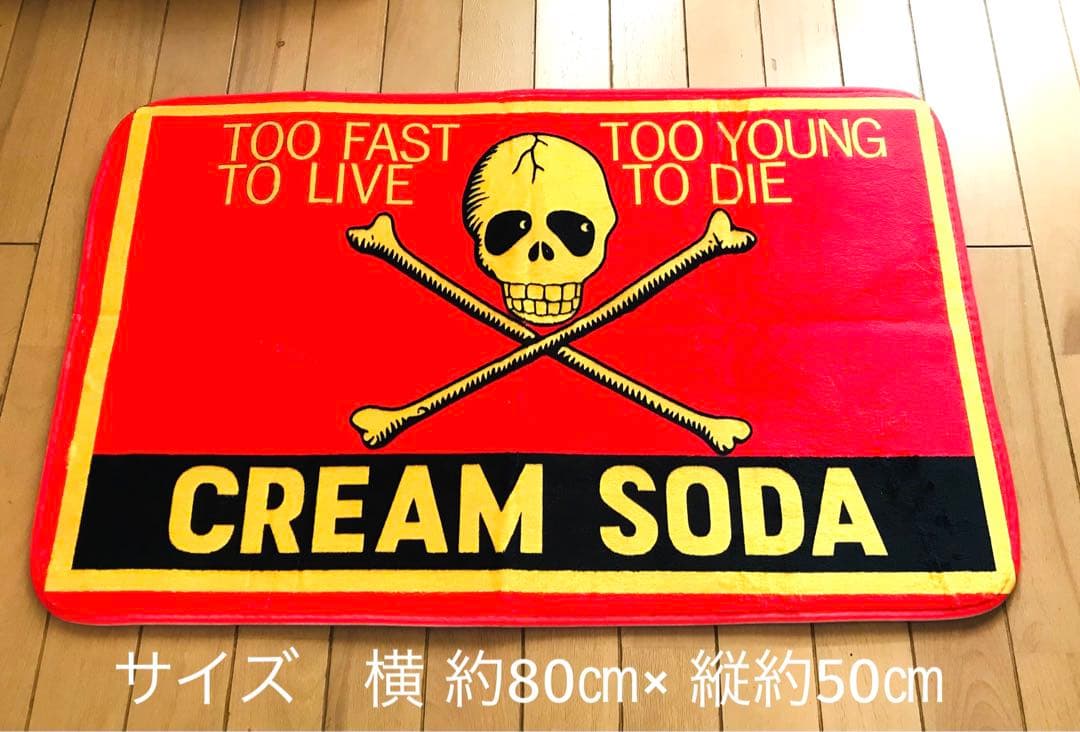 TOO FAST
TO LIVE
TOO YOUNG
TO DIE
CREAM SODA
サイズ　横 約80㎝× 縦約50㎝